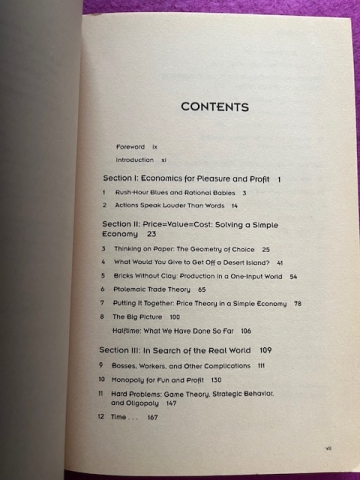 CONTENTS
Foreword ix
Introduction xi
Section I: Economics for Pleasure and Profit 1
1 Rush-Hour Blues and Rational Babies 3
2 Actions Speak Louder Than Words 14
Section II: Price=Value=Cost: Solving a Simple
Economy 23
3 Thinking on Paper: The Geometry of Choice 25
4 What Would You Give to Get Off a Desert Island? 41
5 Bricks Without Clay: Production in a One-Input World 54
6 Ptolemaic Trade Theory 65
7 Putting It Together: Price Theory in a Simple Economy 78
8 The Big Picture 100
Halftime: What We Have Done So Far 106
Section III: In Search of the Real World 109
9 Bosses, Workers, and Other Complications 111
10 Monopoly for Fun and Profit 130
11 Hard Problems: Game Theory, Strategic Behavior,
and Oligopoly 147
12 Time . . . 167
vii